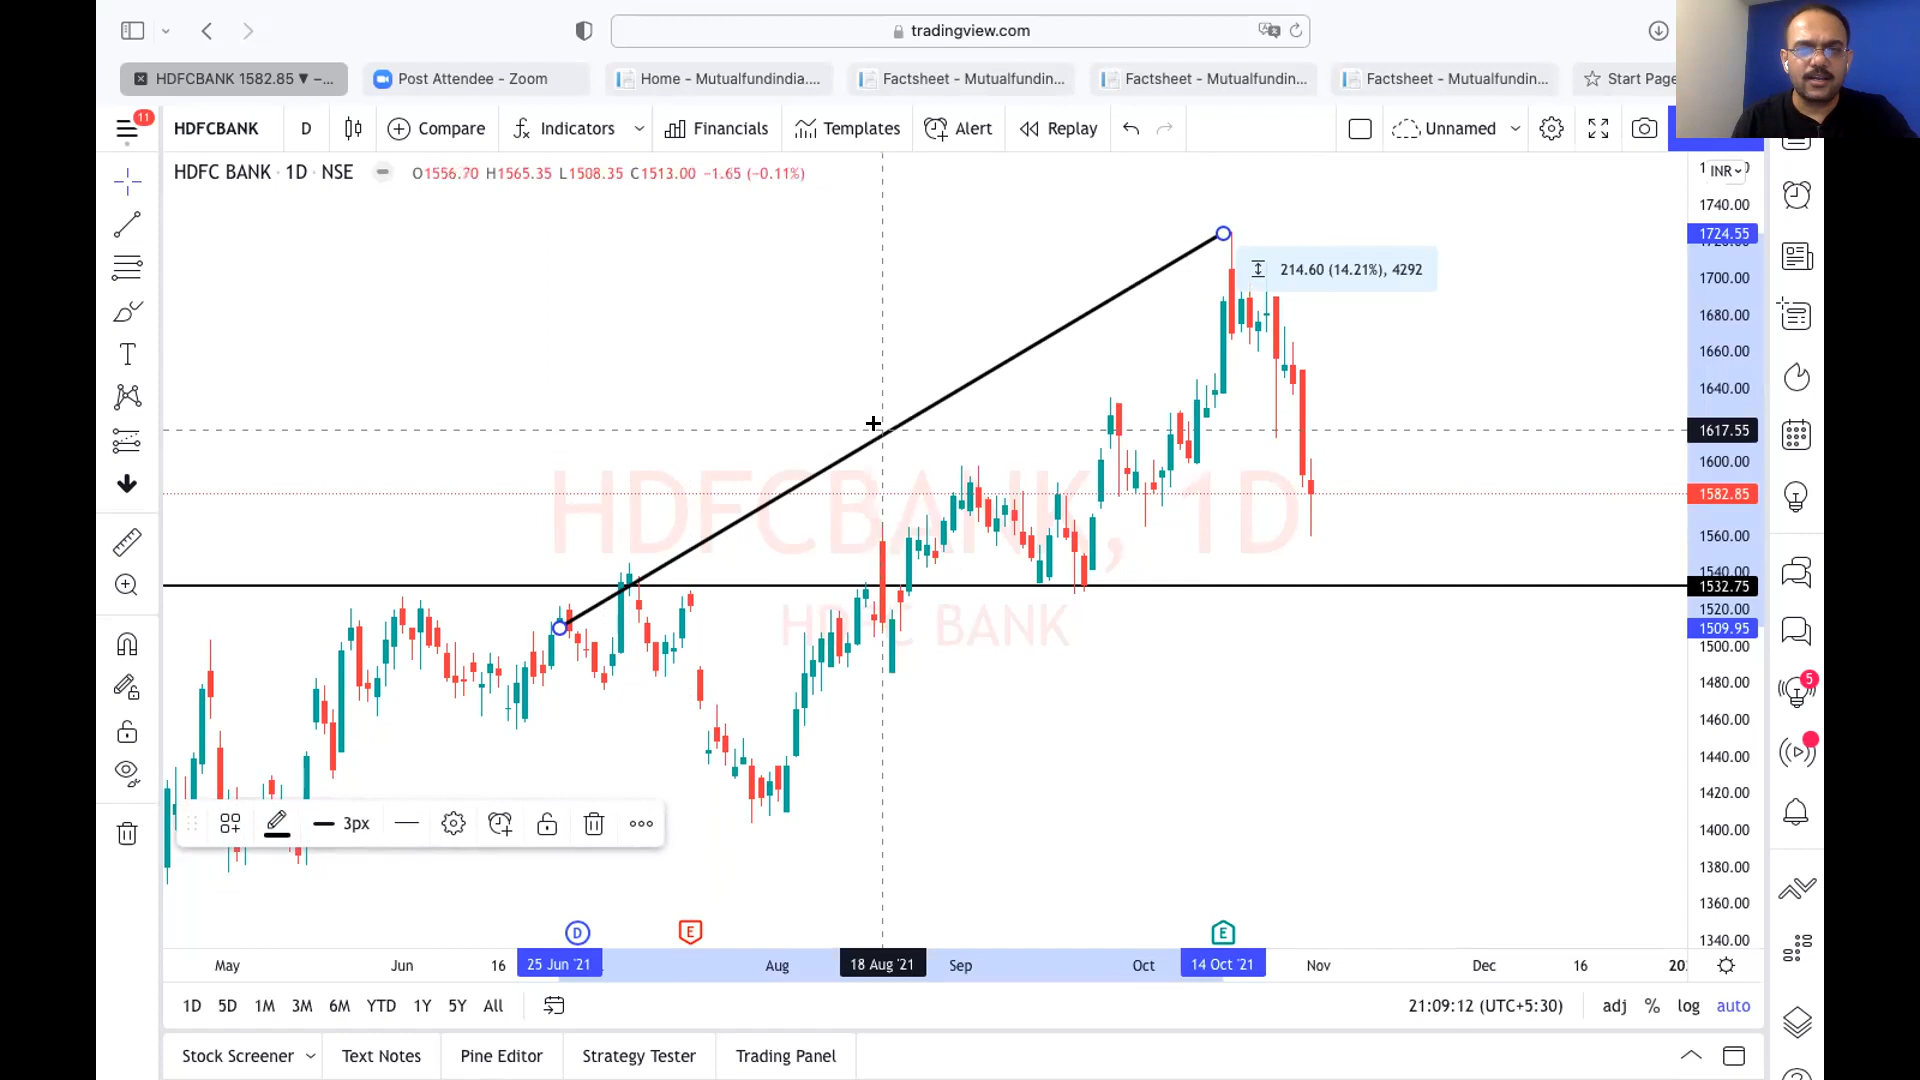 tradingview.com
HDFCBANK 1582.85 ▼ −...
Post Attendee - Zoom
Home - Mutualfundindia....
Factsheet - Mutualfundin...
Factsheet - Mutualfundin...
Factsheet - Mutualfundin...
Start Page
11
HDFCBANK
D
Compare
Indicators
Financials
Templates
Alert
Replay
Unnamed
HDFC BANK · 1D · NSE
O1556.70 H1565.35 L1508.35 C1513.00 −1.65 (−0.11%)
INR
1740.00
1724.55
1700.00
1680.00
1660.00
1640.00
1617.55
1600.00
1582.85
1560.00
1540.00
1532.75
1520.00
1509.95
1500.00
1480.00
1460.00
1440.00
1420.00
1400.00
1380.00
1360.00
1340.00
214.60 (14.21%), 4292
HDFCBANK, 1D
HDFC BANK
5
3px
D
E
E
May
Jun
16
25 Jun '21
Aug
18 Aug '21
Sep
Oct
14 Oct '21
Nov
Dec
16
1D 5D 1M 3M 6M YTD 1Y 5Y All
21:09:12 (UTC+5:30)
adj % log auto
Stock Screener
Text Notes
Pine Editor
Strategy Tester
Trading Panel